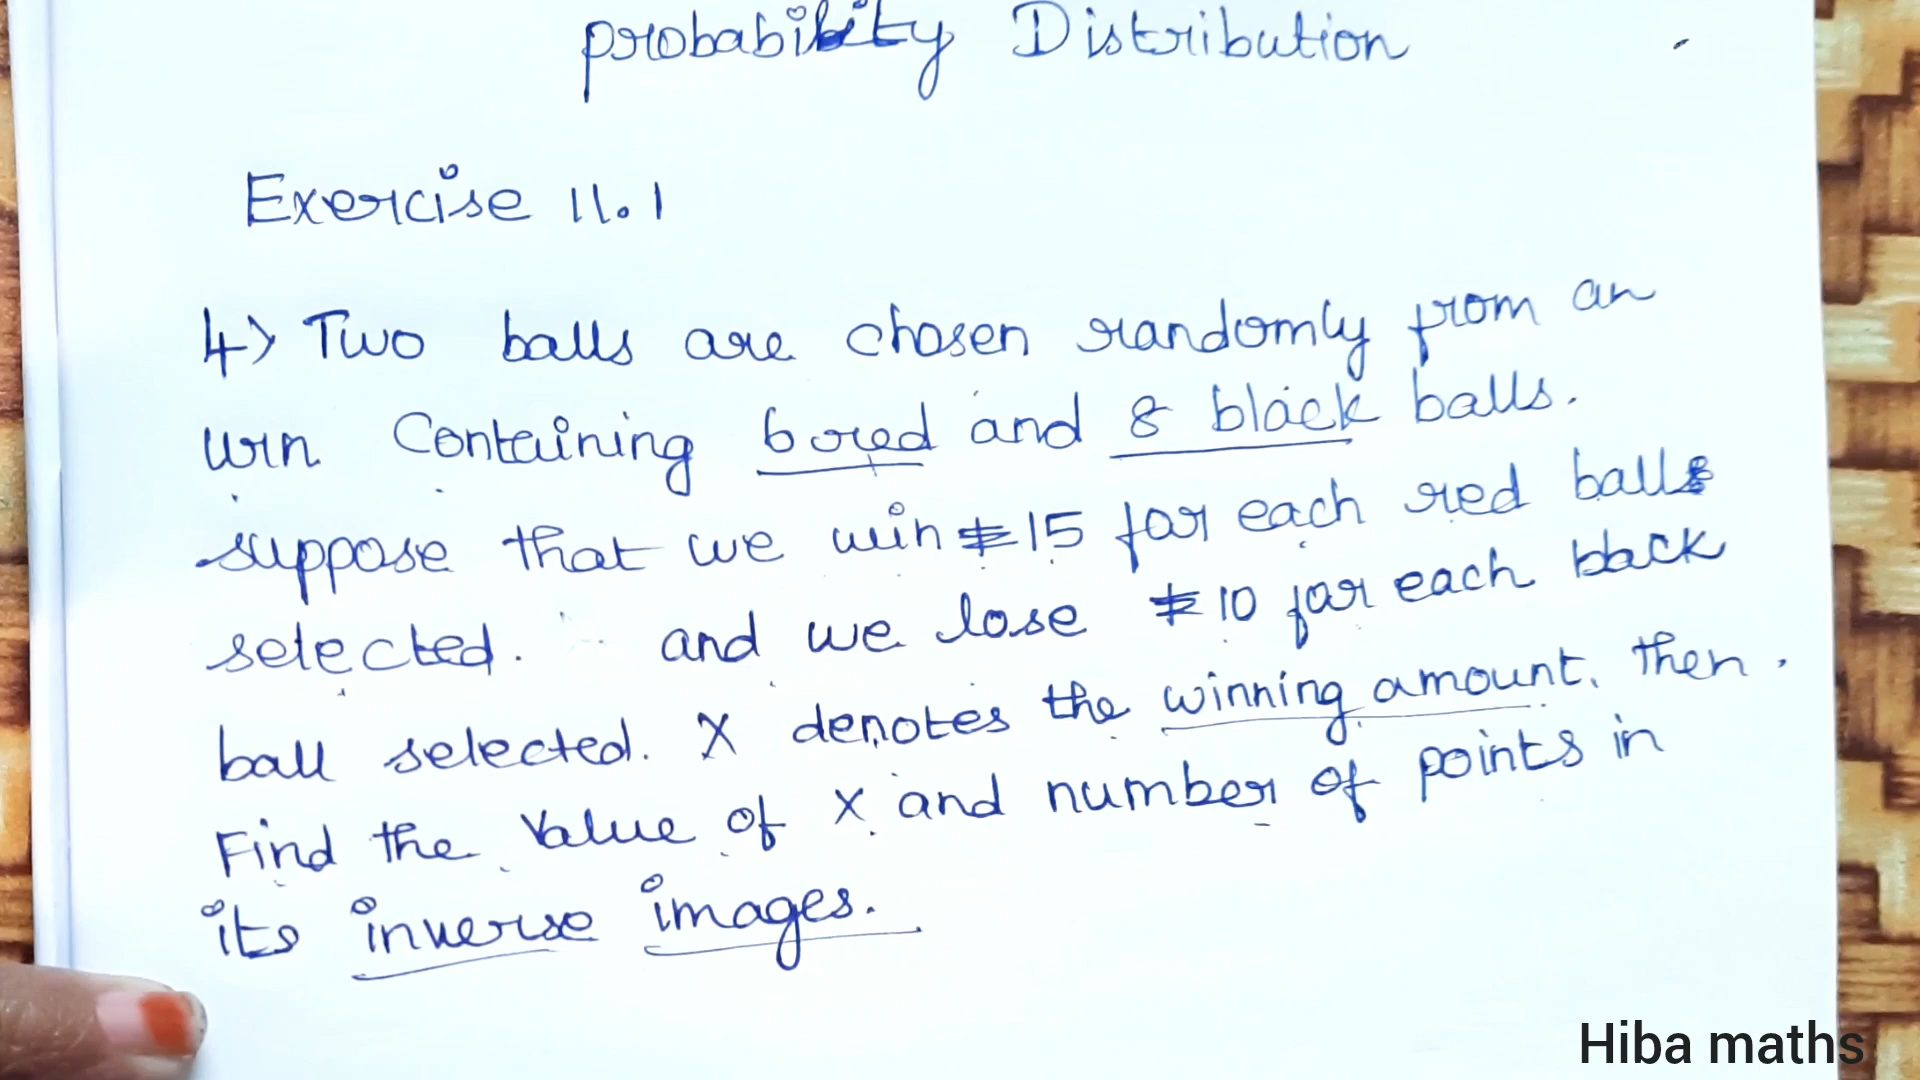 probability Distribution
Exercise 11.1
4> Two balls are chosen randomly from an
urn Containing 6 red and 8 black balls.
suppose that we win ₹15 for each red balls
selected. and we lose ₹10 for each black
ball selected. X denotes the winning amount. then.
Find the Value of X and number of points in
its inverse images.
Hiba maths